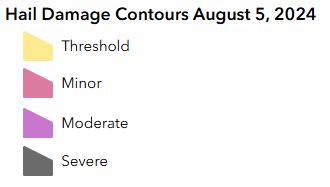 Hail Damage Contours August 5, 2024
Threshold
Minor
Moderate
Severe